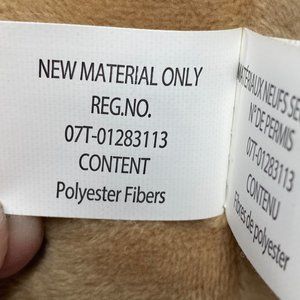 NEW MATERIAL ONLY
REG.NO.
07T-01283113
CONTENT
Polyester Fibers
MATÉRIAUX NEUFS
N° DE PERMIS
07T-01283113
CONTENU
Fibres de polyester